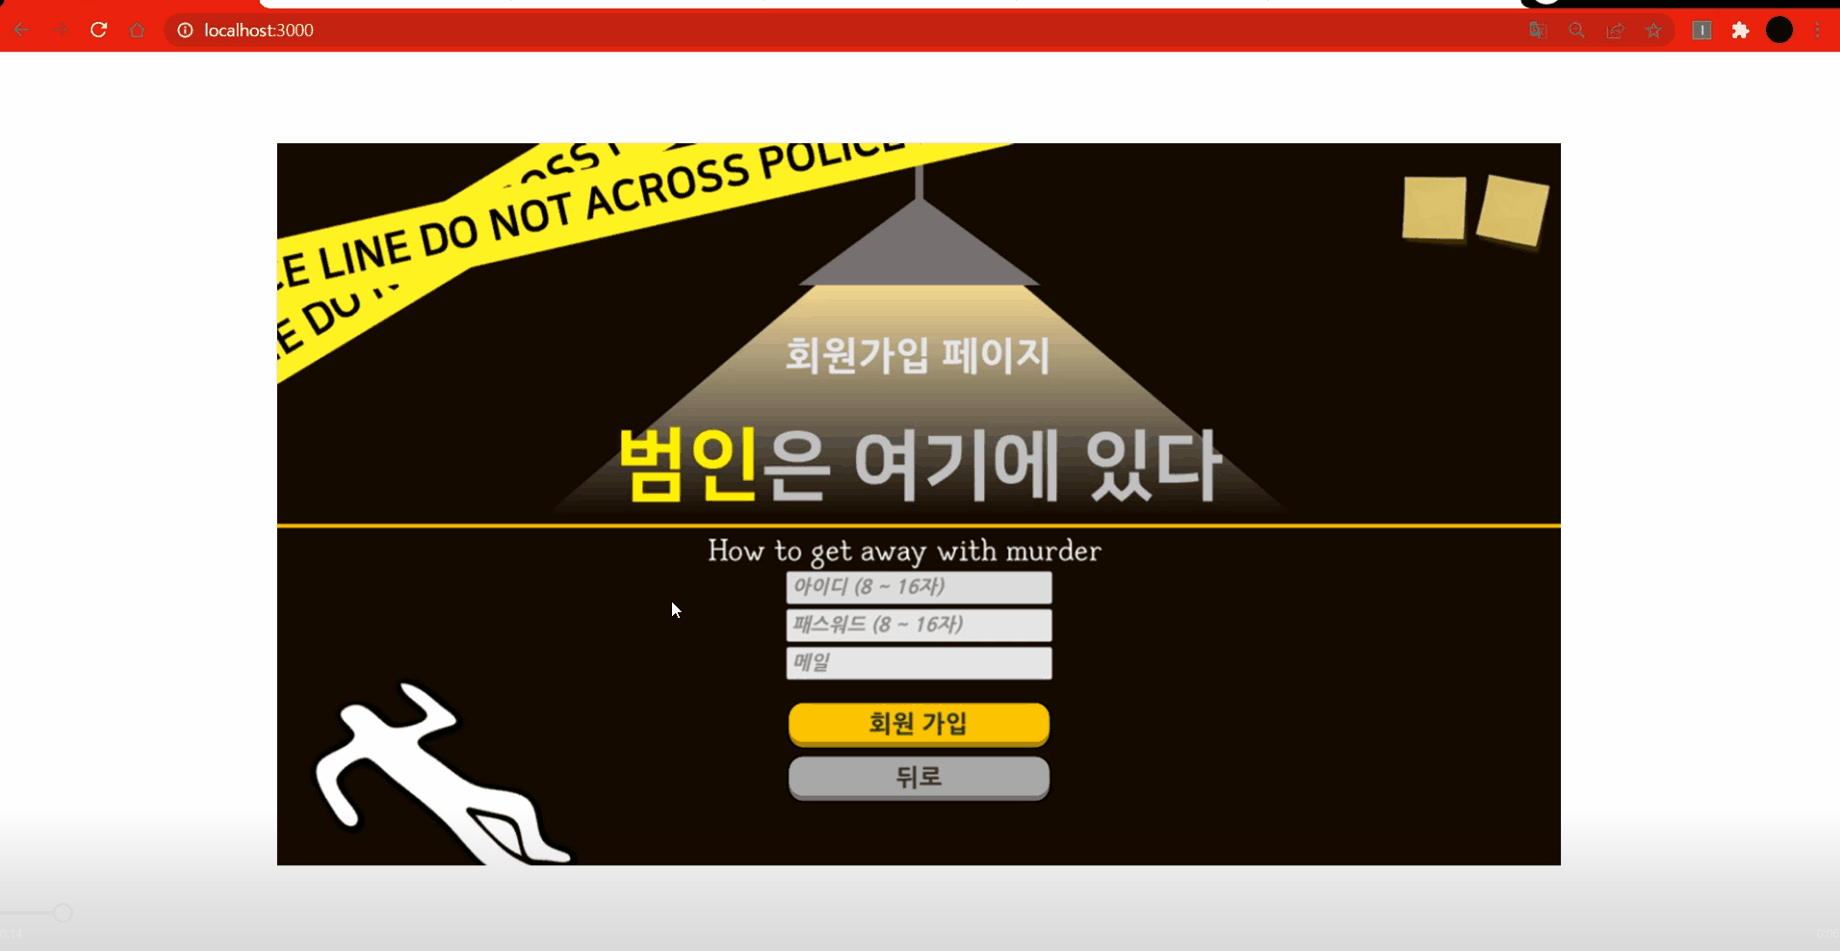 localhost:3000
LINE DO NOT ACROSS POLICE
DO
회원가입 페이지
범인은 여기에 있다
How to get away with murder
아이디 (8 ~ 16자)
패스워드 (8 ~ 16자)
메일
회원 가입
뒤로